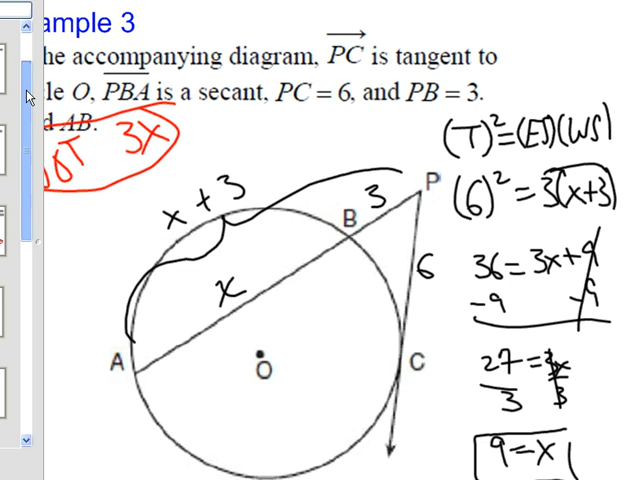 ample 3
he accompanying diagram, PC is tangent to
le O, PBA is a secant, PC = 6, and PB = 3.
d AB.
3x
(T)² = (ES)(WS)
(6)² = 3(x+3)
36 = 3x+9
-9 -9
27 = 3x
3 3
9 = x
x + 3
3
P
B
x
6
A
O
C